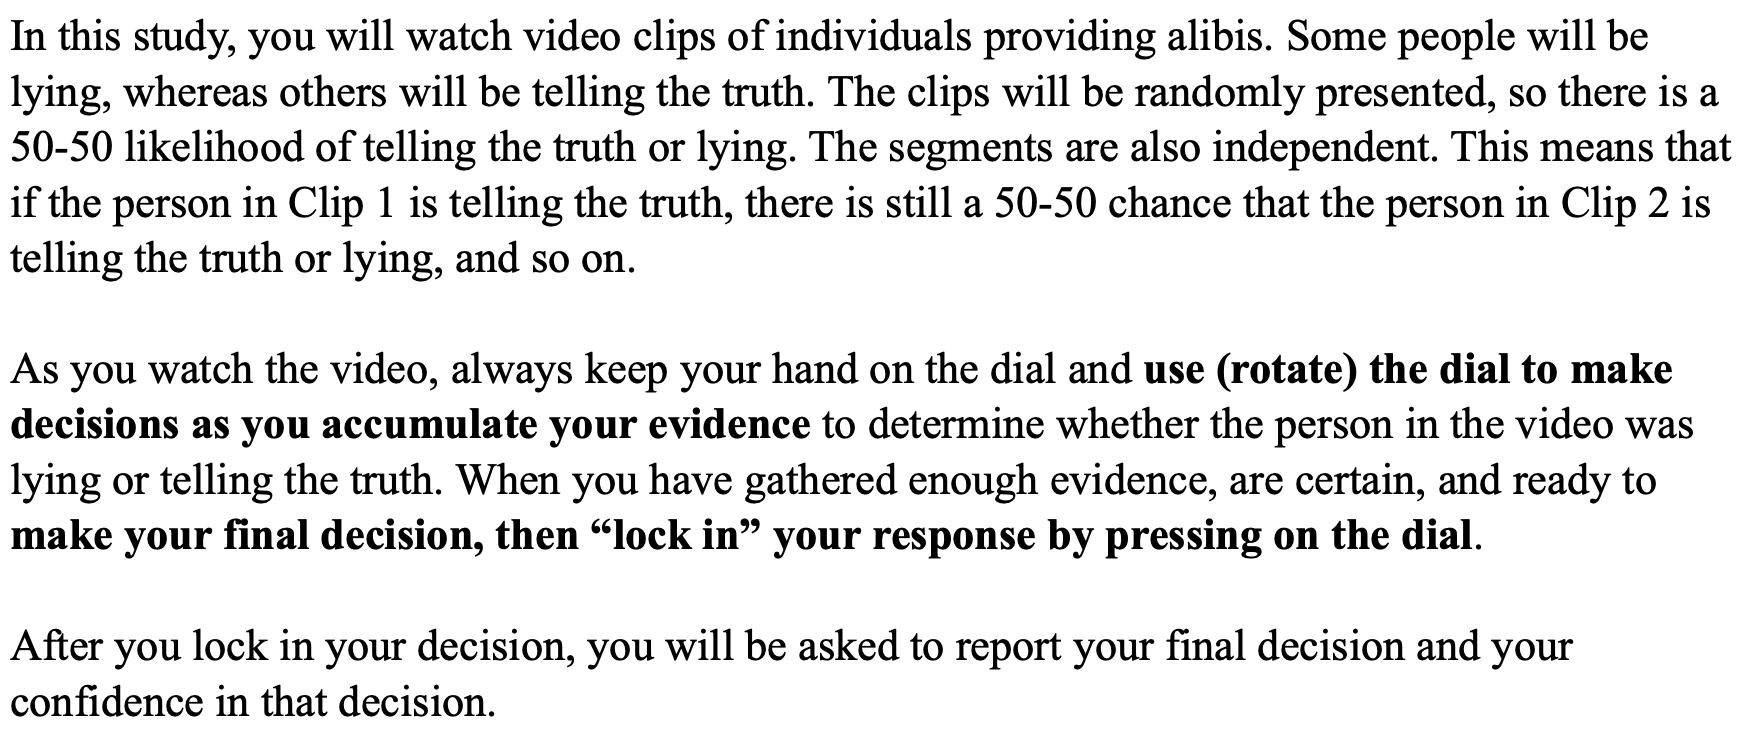 In this study, you will watch video clips of individuals providing alibis. Some people will be
lying, whereas others will be telling the truth. The clips will be randomly presented, so there is a
50-50 likelihood of telling the truth or lying. The segments are also independent. This means that
if the person in Clip 1 is telling the truth, there is still a 50-50 chance that the person in Clip 2 is
telling the truth or lying, and so on.
As you watch the video, always keep your hand on the dial and use (rotate) the dial to make
decisions as you accumulate your evidence to determine whether the person in the video was
lying or telling the truth. When you have gathered enough evidence, are certain, and ready to
make your final decision, then “lock in” your response by pressing on the dial.
After you lock in your decision, you will be asked to report your final decision and your
confidence in that decision.